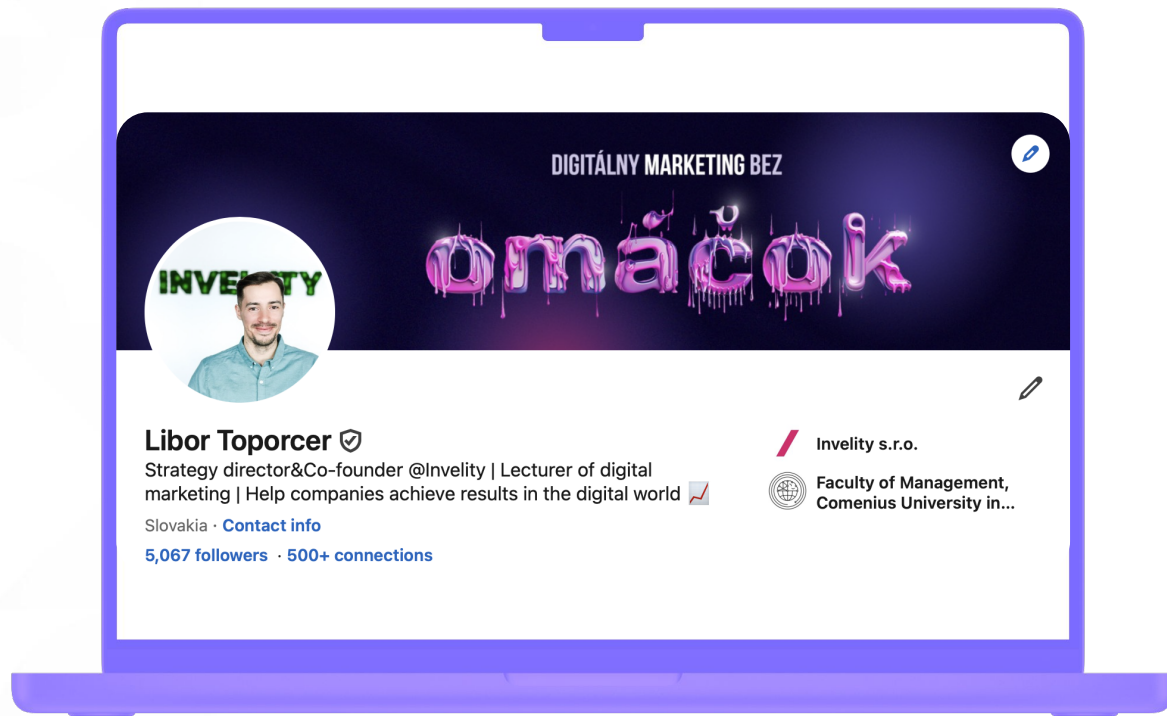 DIGITÁLNY MARKETING BEZ
omáčok
INVELITY
Libor Toporcer
Strategy director&Co-founder @Invelity | Lecturer of digital
marketing | Help companies achieve results in the digital world 📈
Slovakia · Contact info
5,067 followers · 500+ connections
Invelity s.r.o.
Faculty of Management,
Comenius University in...